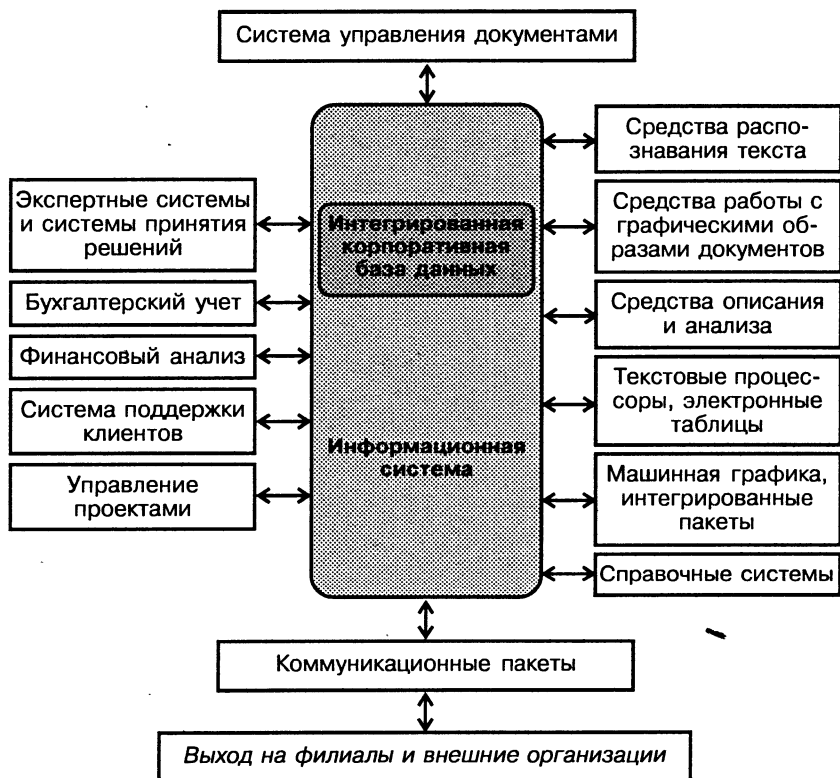 Система управления документами
Экспертные системы
и системы принятия
решений
Бухгалтерский учет
Финансовый анализ
Система поддержки
клиентов
Управление
проектами
Интегрированная
корпоративная
база данных
Информационная
система
Средства распо-
знавания текста
Средства работы с
графическими об-
разами документов
Средства описания
и анализа
Текстовые процес-
соры, электронные
таблицы
Машинная графика,
интегрированные
пакеты
Справочные системы
Коммуникационные пакеты
Выход на филиалы и внешние организации